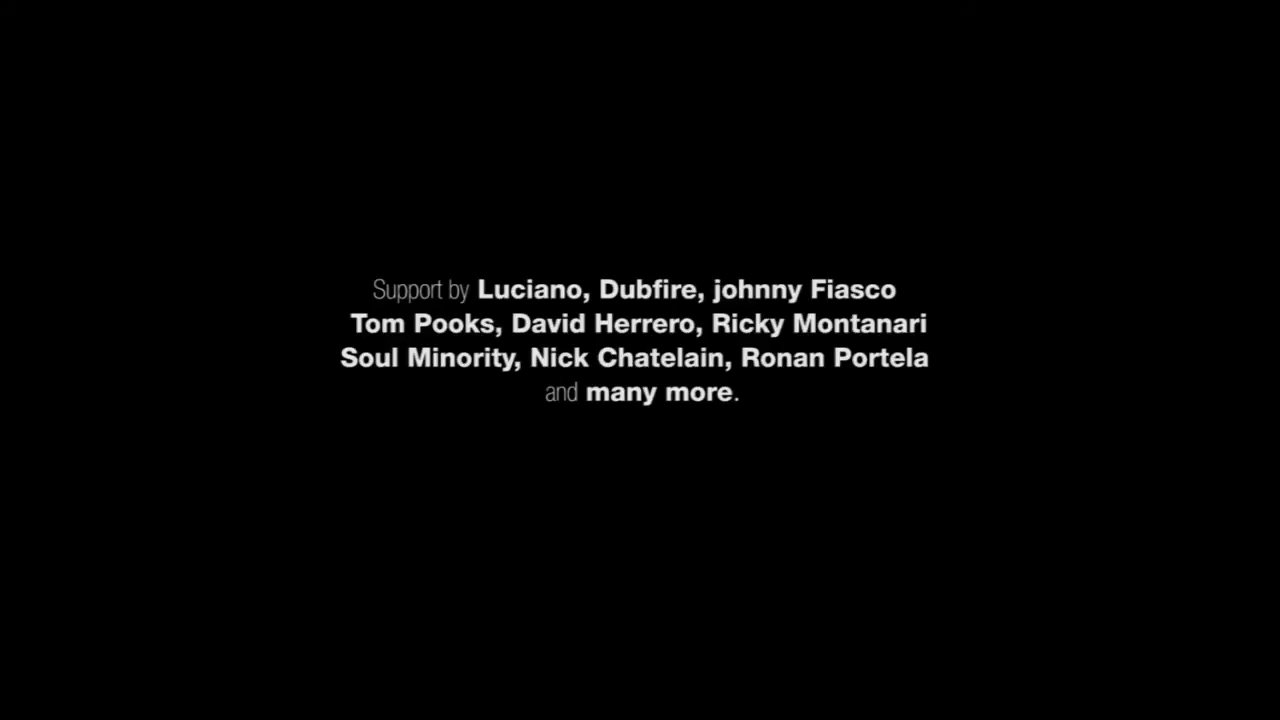 Support by Luciano, Dubfire, johnny Fiasco
Tom Pooks, David Herrero, Ricky Montanari
Soul Minority, Nick Chatelain, Ronan Portela
and many more.